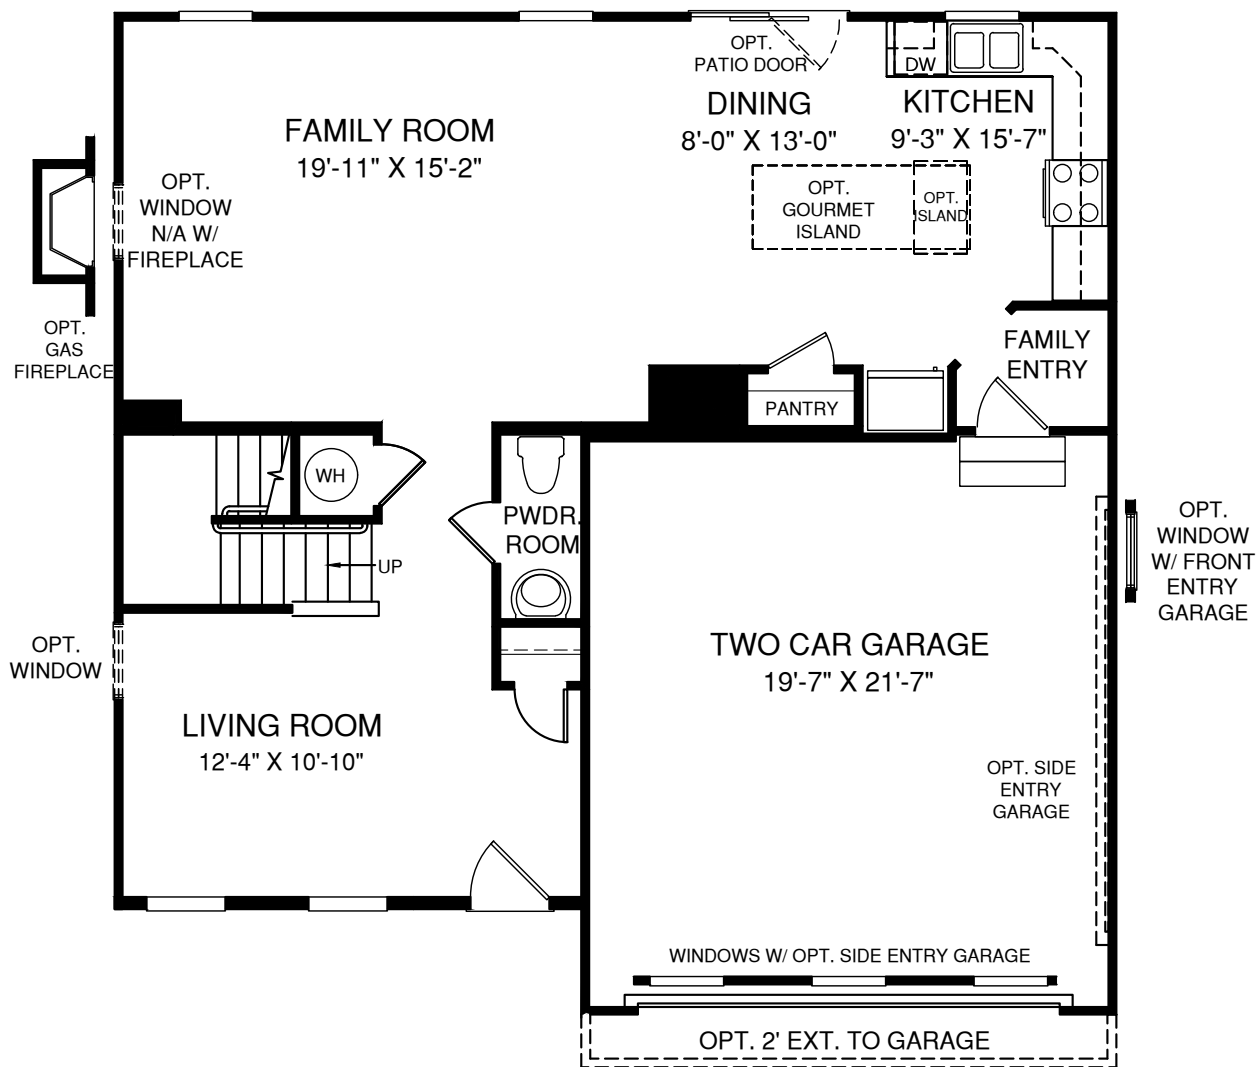 OPT.
PATIO DOOR
DW
FAMILY ROOM
19'-11" X 15'-2"
DINING
8'-0" X 13'-0"
KITCHEN
9'-3" X 15'-7"
OPT.
WINDOW
N/A W/
FIREPLACE
OPT.
GOURMET
ISLAND
OPT.
ISLAND
OPT.
GAS
FIREPLACE
FAMILY
ENTRY
PANTRY
WH
PWDR.
ROOM
UP
OPT.
WINDOW
W/ FRONT
ENTRY
GARAGE
OPT.
WINDOW
TWO CAR GARAGE
19'-7" X 21'-7"
LIVING ROOM
12'-4" X 10'-10"
OPT. SIDE
ENTRY
GARAGE
WINDOWS W/ OPT. SIDE ENTRY GARAGE
OPT. 2' EXT. TO GARAGE